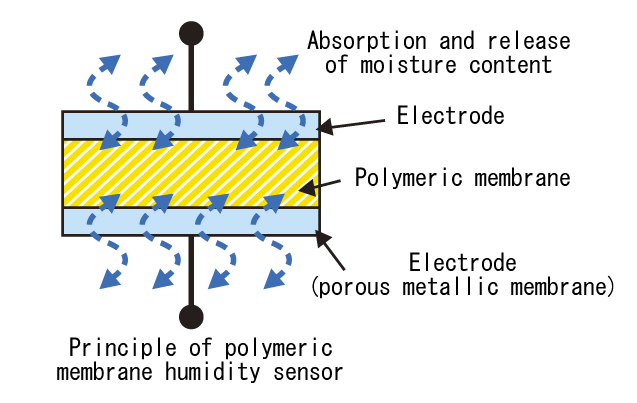 Absorption and release
of moisture content
Electrode
Polymeric membrane
Electrode
(porous metallic membrane)
Principle of polymeric
membrane humidity sensor